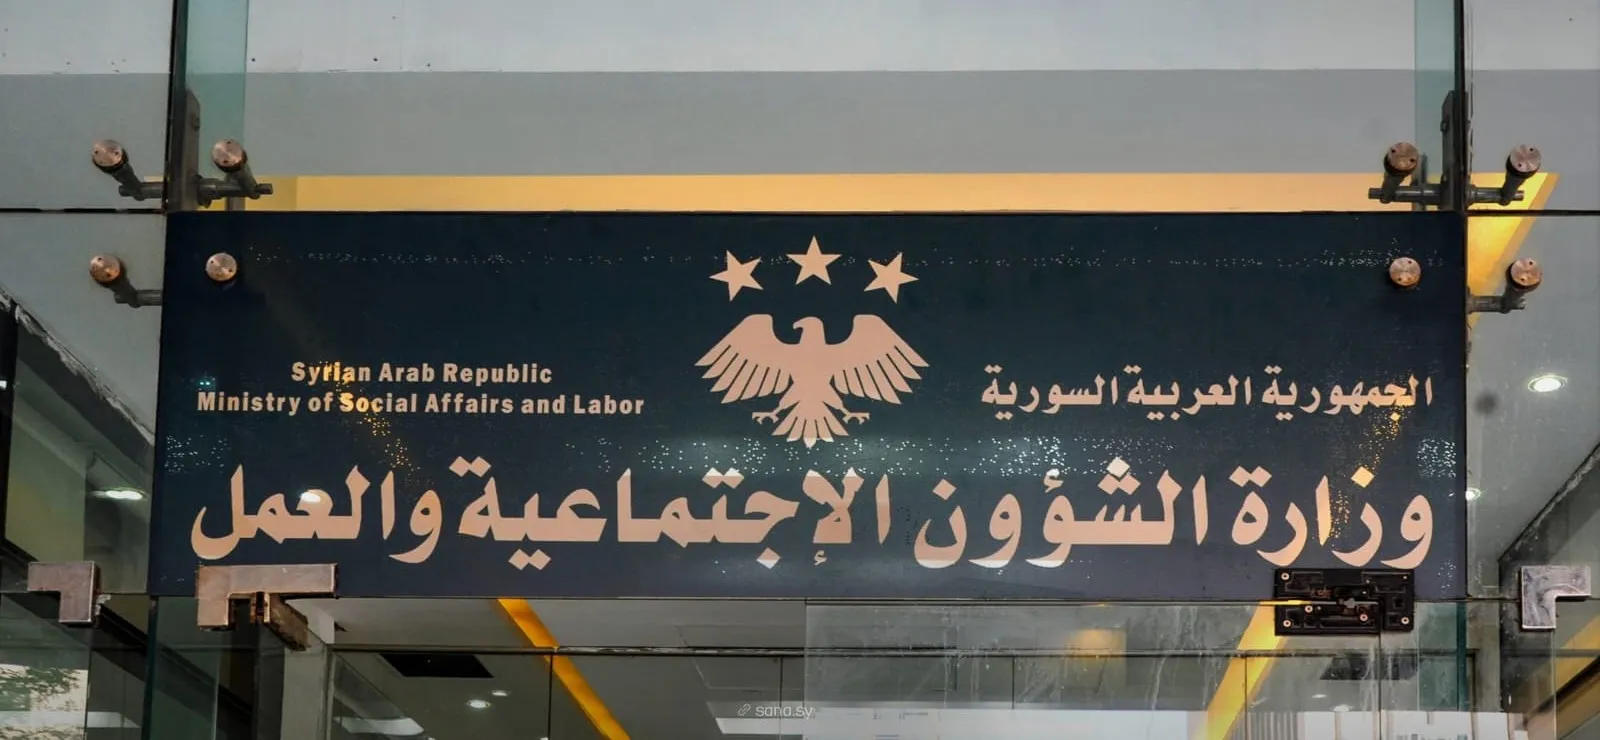 الجمهورية العربية السورية
Syrian Arab Republic
Ministry of Social Affairs and Labor
وزارة الشؤون الإجتماعية والعمل
sana.sy